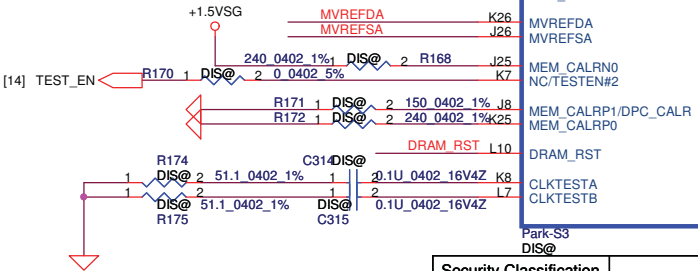 +1.5VSG
MVREFDA K26 MVREFDA
MVREFSA J26 MVREFSA
240_0402_1% 1 DIS@ 2 R168 J25 MEM_CALRN0
[14] TEST_EN R170 1 DIS@ 2 0_0402_5% K7 NC/TESTEN#2
R171 1 DIS@ 2 150_0402_1% J8 MEM_CALRP1/DPC_CALR
R172 1 DIS@ 2 240_0402_1% K25 MEM_CALRP0
DRAM_RST L10 DRAM_RST
R174 C314 DIS@
1 DIS@ 2 51.1_0402_1% 1 2 0.1U_0402_16V4Z K8 CLKTESTA
1 DIS@ 2 51.1_0402_1% 1 DIS@ 2 0.1U_0402_16V4Z L7 CLKTESTB
R175 C315
Park-S3
DIS@
Security Classification